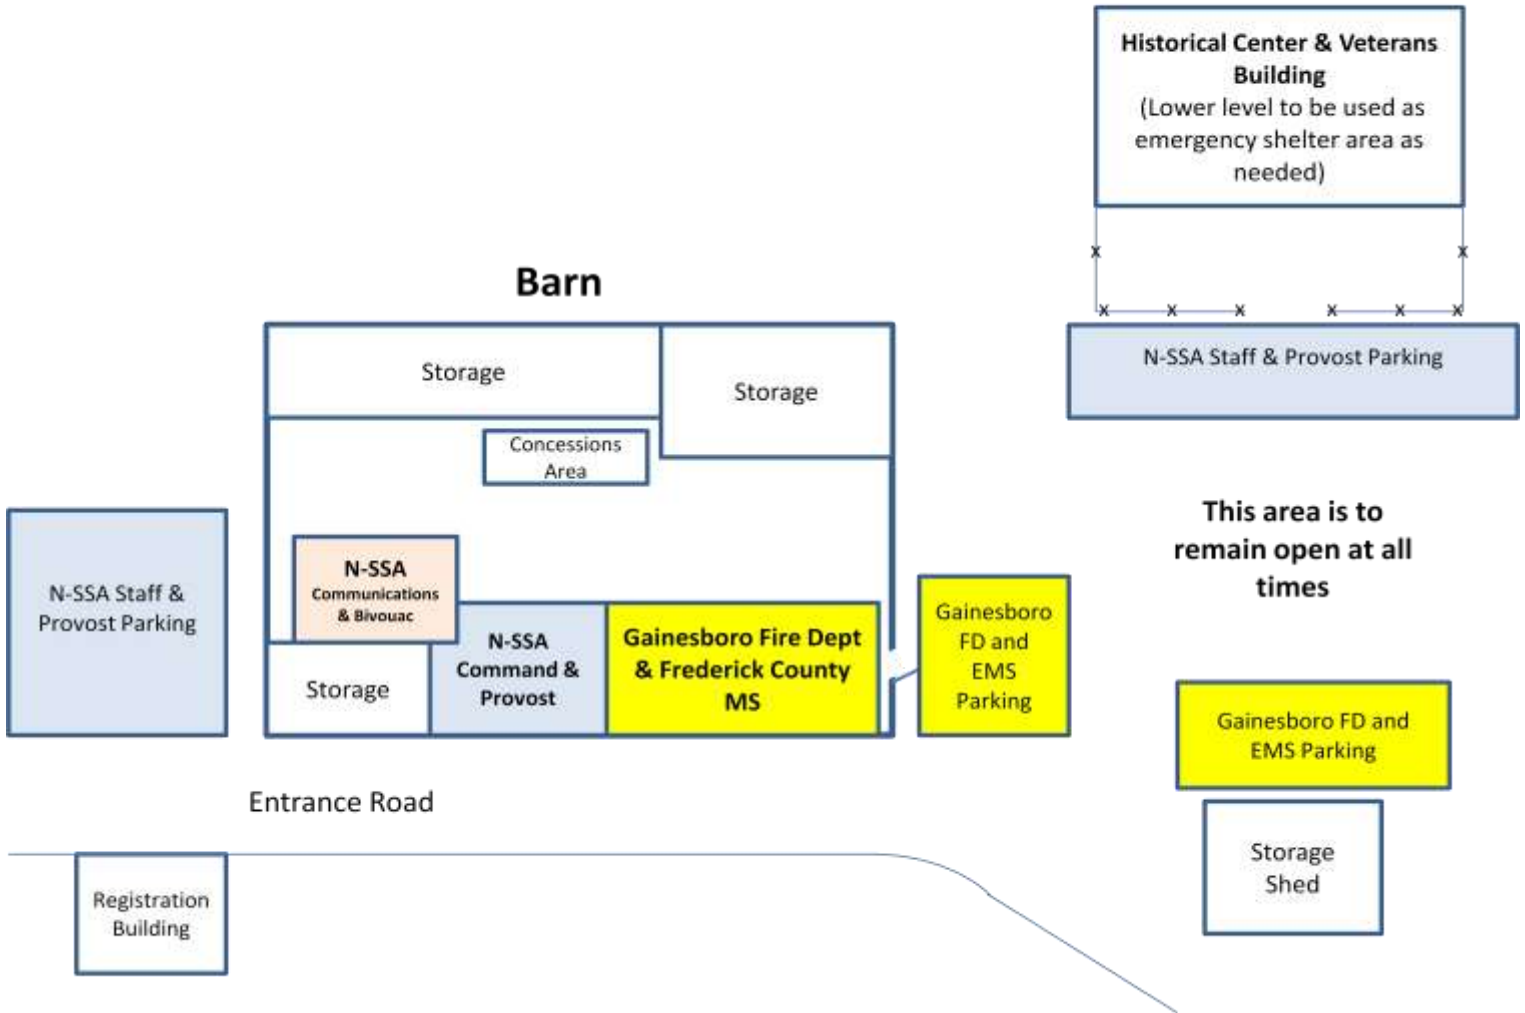 Historical Center & Veterans
Building
(Lower level to be used as
emergency shelter area as
needed)
x
x
x
x
x
x
x
x
Barn
N-SSA Staff & Provost Parking
Storage
Storage
Concessions
Area
This area is to
remain open at all
times
N-SSA Staff &
Provost Parking
N-SSA
Communications
& Bivouac
Storage
N-SSA
Command &
Provost
Gainesboro Fire Dept
& Frederick County
MS
Gainesboro
FD and
EMS
Parking
Gainesboro FD and
EMS Parking
Entrance Road
Storage
Shed
Registration
Building